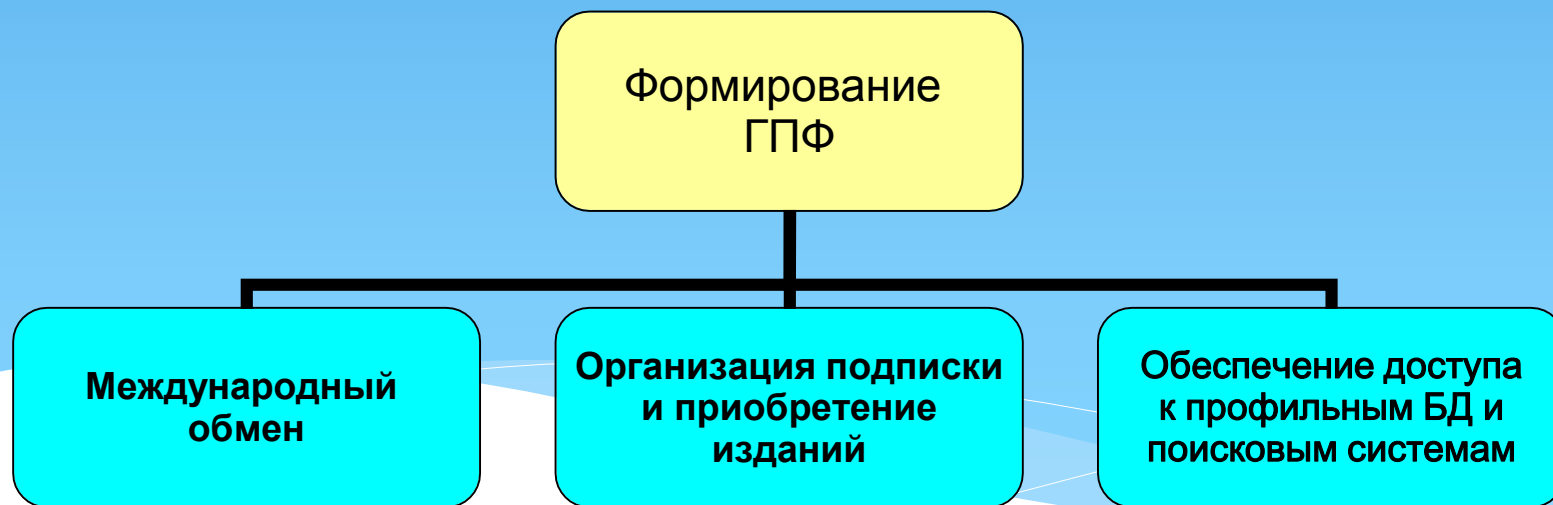 Формирование
ГПФ
Международный
обмен
Организация подписки
и приобретение
изданий
Обеспечение доступа
к профильным БД и
поисковым системам